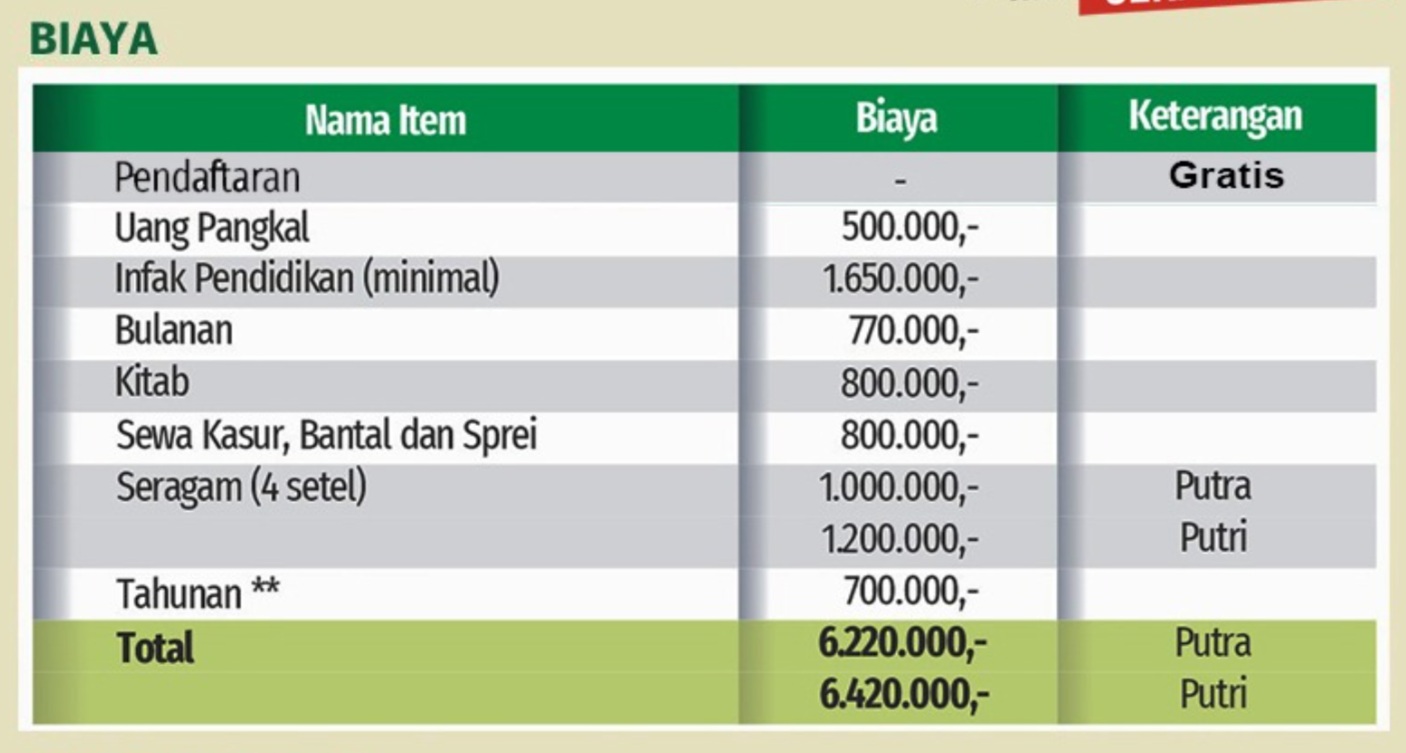 BIAYA
Nama Item Biaya Keterangan
Pendaftaran - Gratis
Uang Pangkal 500.000,-
Infak Pendidikan (minimal) 1.650.000,-
Bulanan 770.000,-
Kitab 800.000,-
Sewa Kasur, Bantal dan Sprei 800.000,-
Seragam (4 setel) 1.000.000,- Putra
1.200.000,- Putri
Tahunan ** 700.000,-
Total 6.220.000,- Putra
6.420.000,- Putri